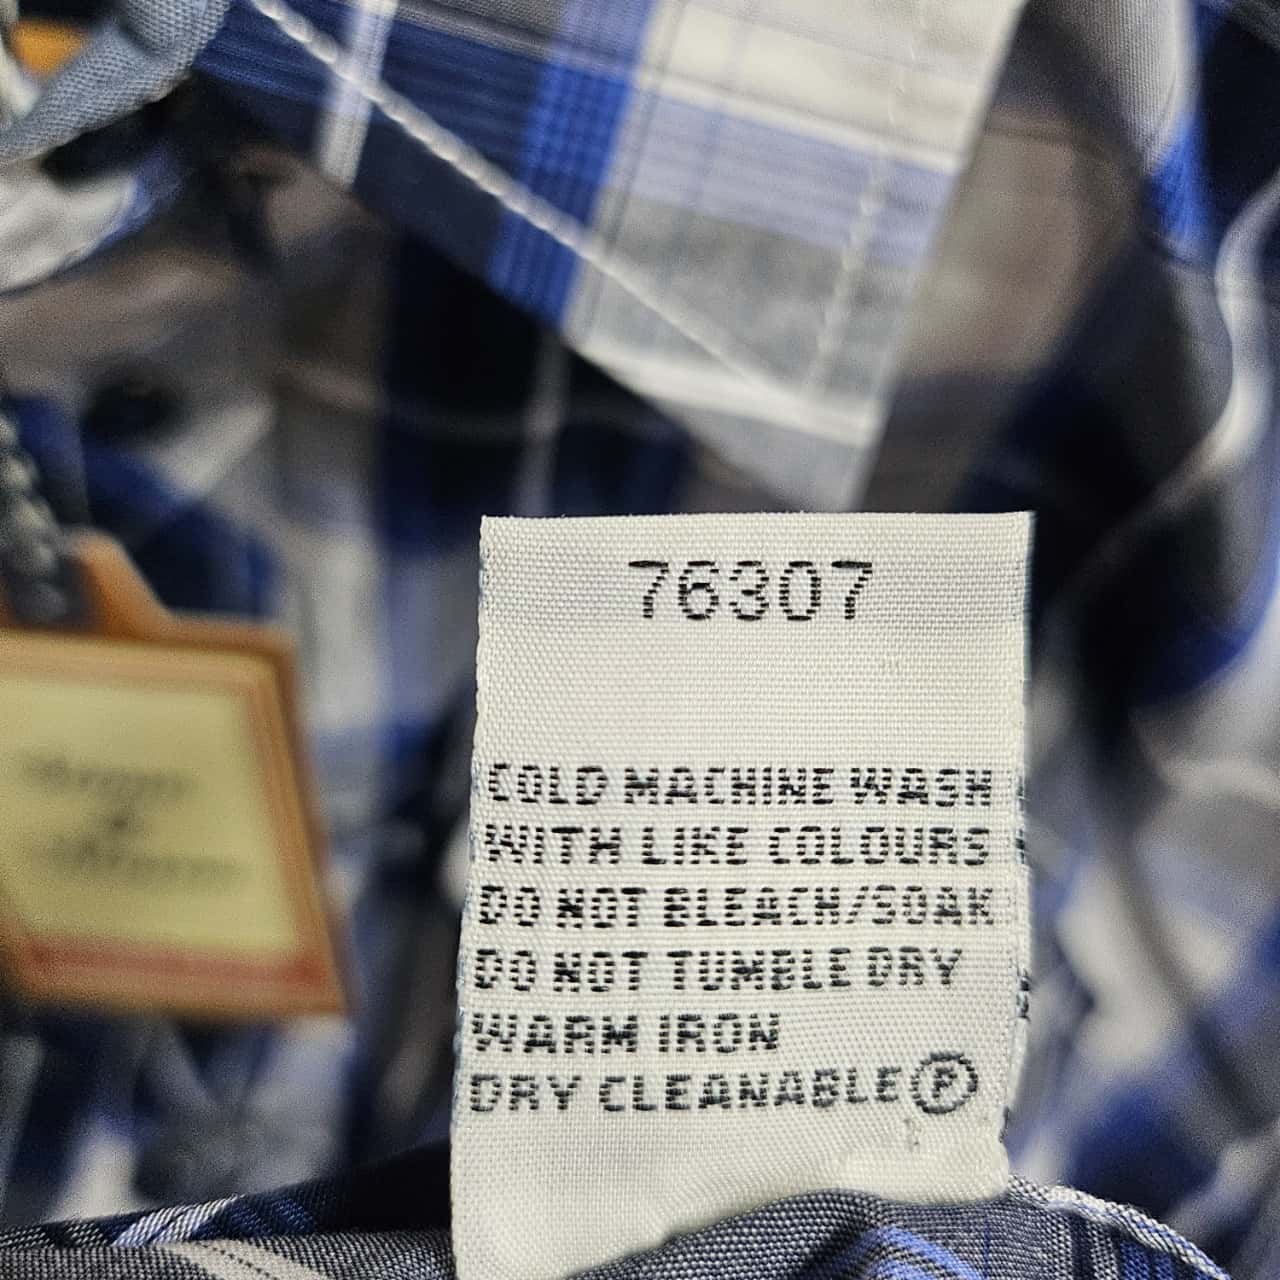 76307
COLD MACHINE WASH
WITH LIKE COLOURS
DO NOT BLEACH/SOAK
DO NOT TUMBLE DRY
WARM IRON
DRY CLEANABLE Ⓟ